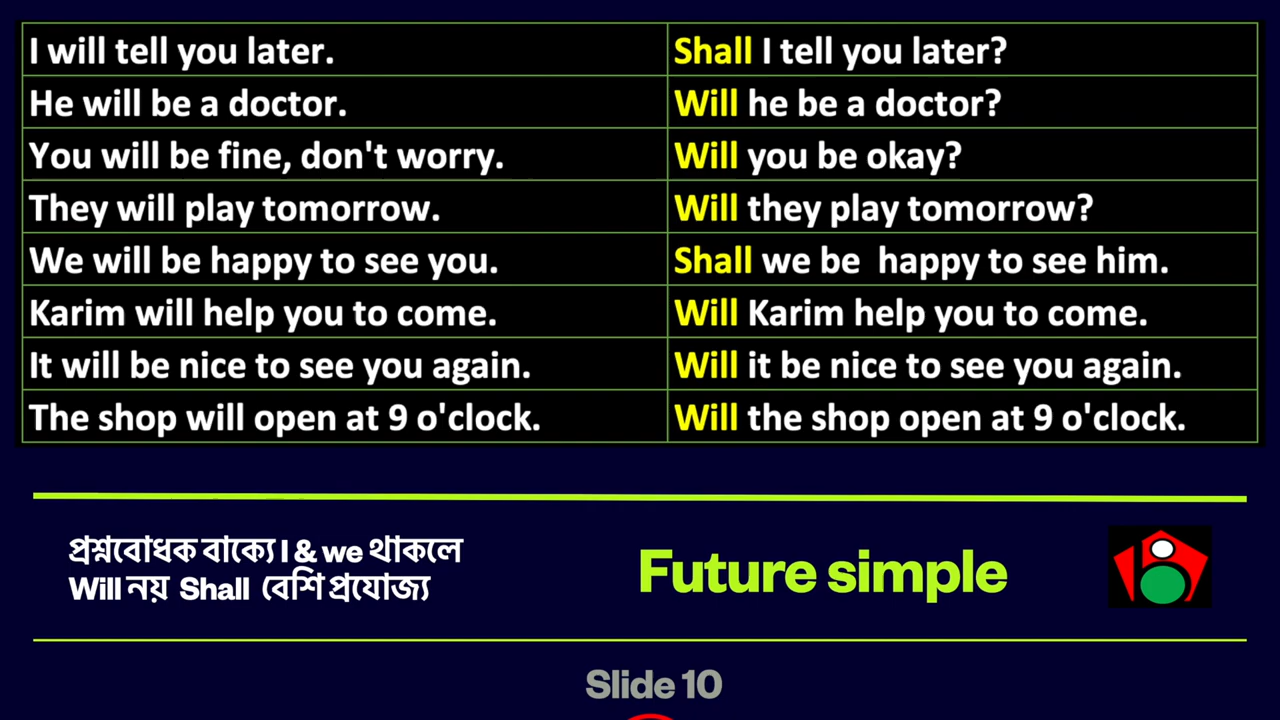 I will tell you later. Shall I tell you later?
He will be a doctor. Will he be a doctor?
You will be fine, don't worry. Will you be okay?
They will play tomorrow. Will they play tomorrow?
We will be happy to see you. Shall we be  happy to see him.
Karim will help you to come. Will Karim help you to come.
It will be nice to see you again. Will it be nice to see you again.
The shop will open at 9 o'clock. Will the shop open at 9 o'clock.
প্রশ্নবোধক বাক্যে I & we থাকলে
Will নয় Shall বেশি প্রযোজ্য
Future simple
Slide 10